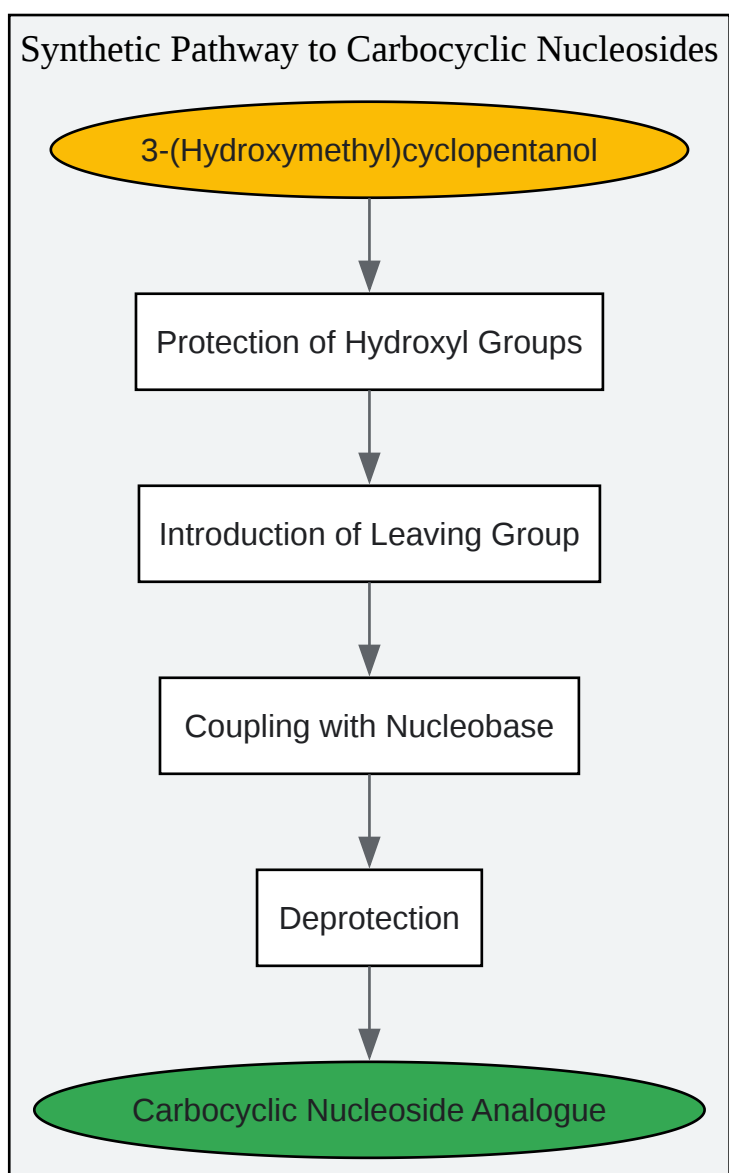 Synthetic Pathway to Carbocyclic Nucleosides
3-(Hydroxymethyl)cyclopentanol
Protection of Hydroxyl Groups
Introduction of Leaving Group
Coupling with Nucleobase
Deprotection
Carbocyclic Nucleoside Analogue